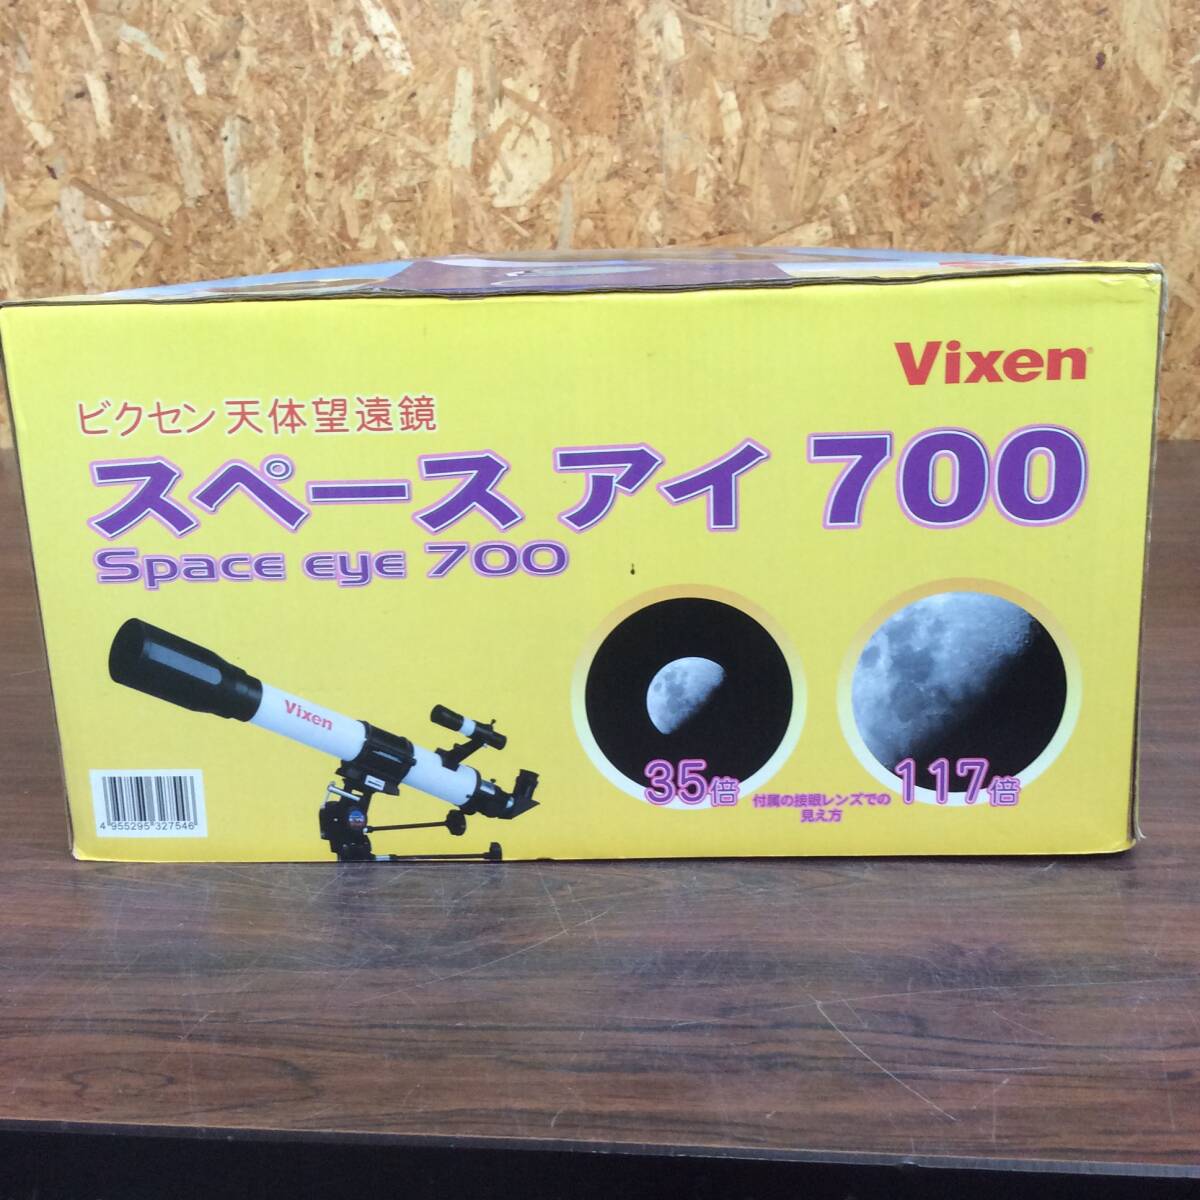 Vixen
ビクセン天体望遠鏡
スペース アイ 700
Space eye 700
Vixen
35倍
117倍
付属の接眼レンズでの
見え方
4 955295 327546